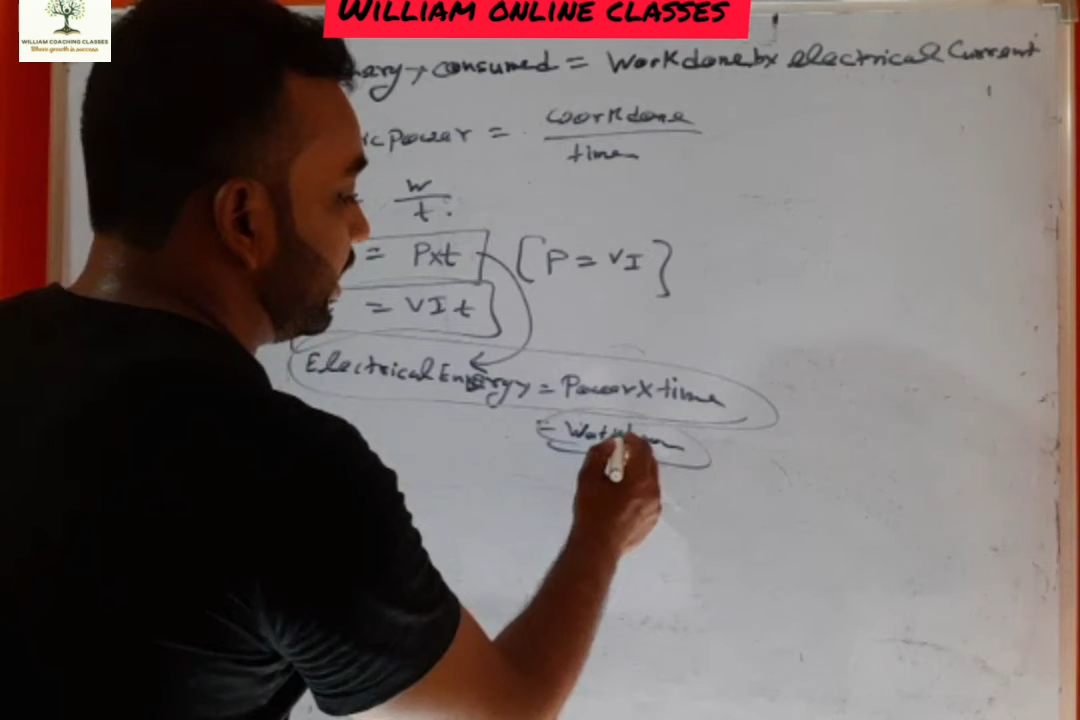 WILLIAM ONLINE CLASSES
WILLIAM COACHING CLASSES
Where growth is success
consumed = Workdone by electrical Current
Power = workdone
time
W
t
= Pxt [P = VI]
= VIt
Electrical Energy = Power X time
=